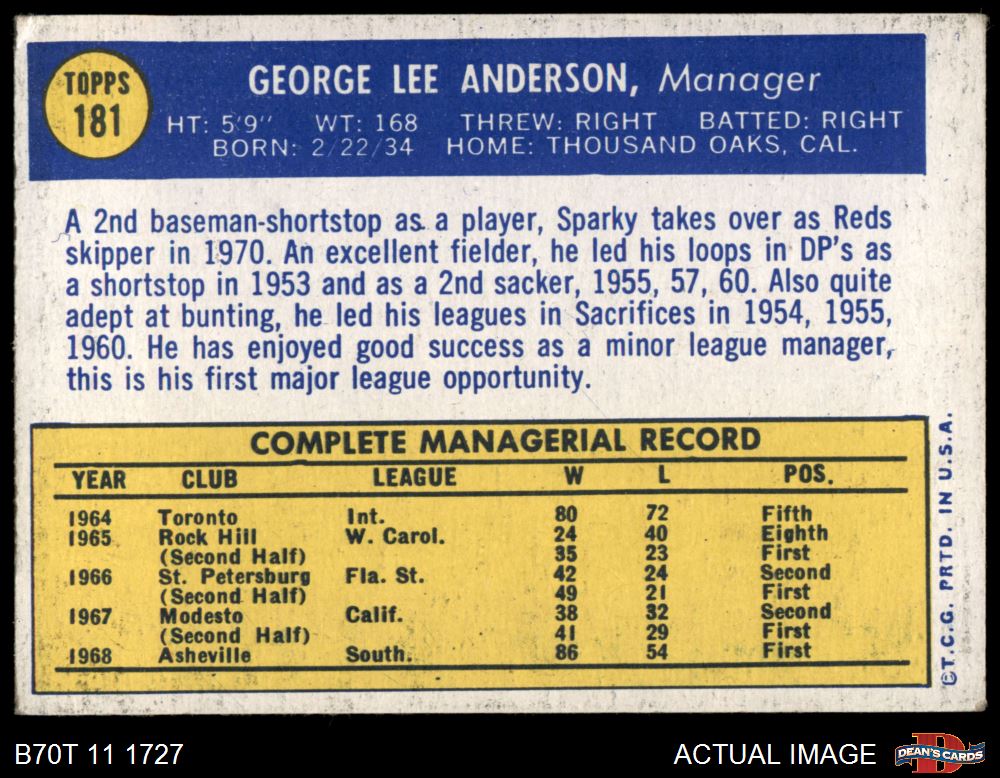 TOPPS
181
GEORGE LEE ANDERSON, Manager
HT: 5'9" WT: 168 THREW: RIGHT BATTED: RIGHT
BORN: 2/22/34 HOME: THOUSAND OAKS, CAL.
A 2nd baseman-shortstop as a player, Sparky takes over as Reds
skipper in 1970. An excellent fielder, he led his loops in DP's as
a shortstop in 1953 and as a 2nd sacker, 1955, 57, 60. Also quite
adept at bunting, he led his leagues in Sacrifices in 1954, 1955,
1960. He has enjoyed good success as a minor league manager,
this is his first major league opportunity.
COMPLETE MANAGERIAL RECORD
YEAR CLUB LEAGUE W L POS.
1964 Toronto Int. 80 72 Fifth
1965 Rock Hill W. Carol. 24 40 Eighth
(Second Half) 35 23 First
1966 St. Petersburg Fla. St. 42 24 Second
(Second Half) 49 21 First
1967 Modesto Calif. 38 32 Second
(Second Half) 41 29 First
1968 Asheville South. 86 54 First
©T.C.G. PRTD. IN U.S.A.
B70T 11 1727
ACTUAL IMAGE
D
DEAN'S CARDS